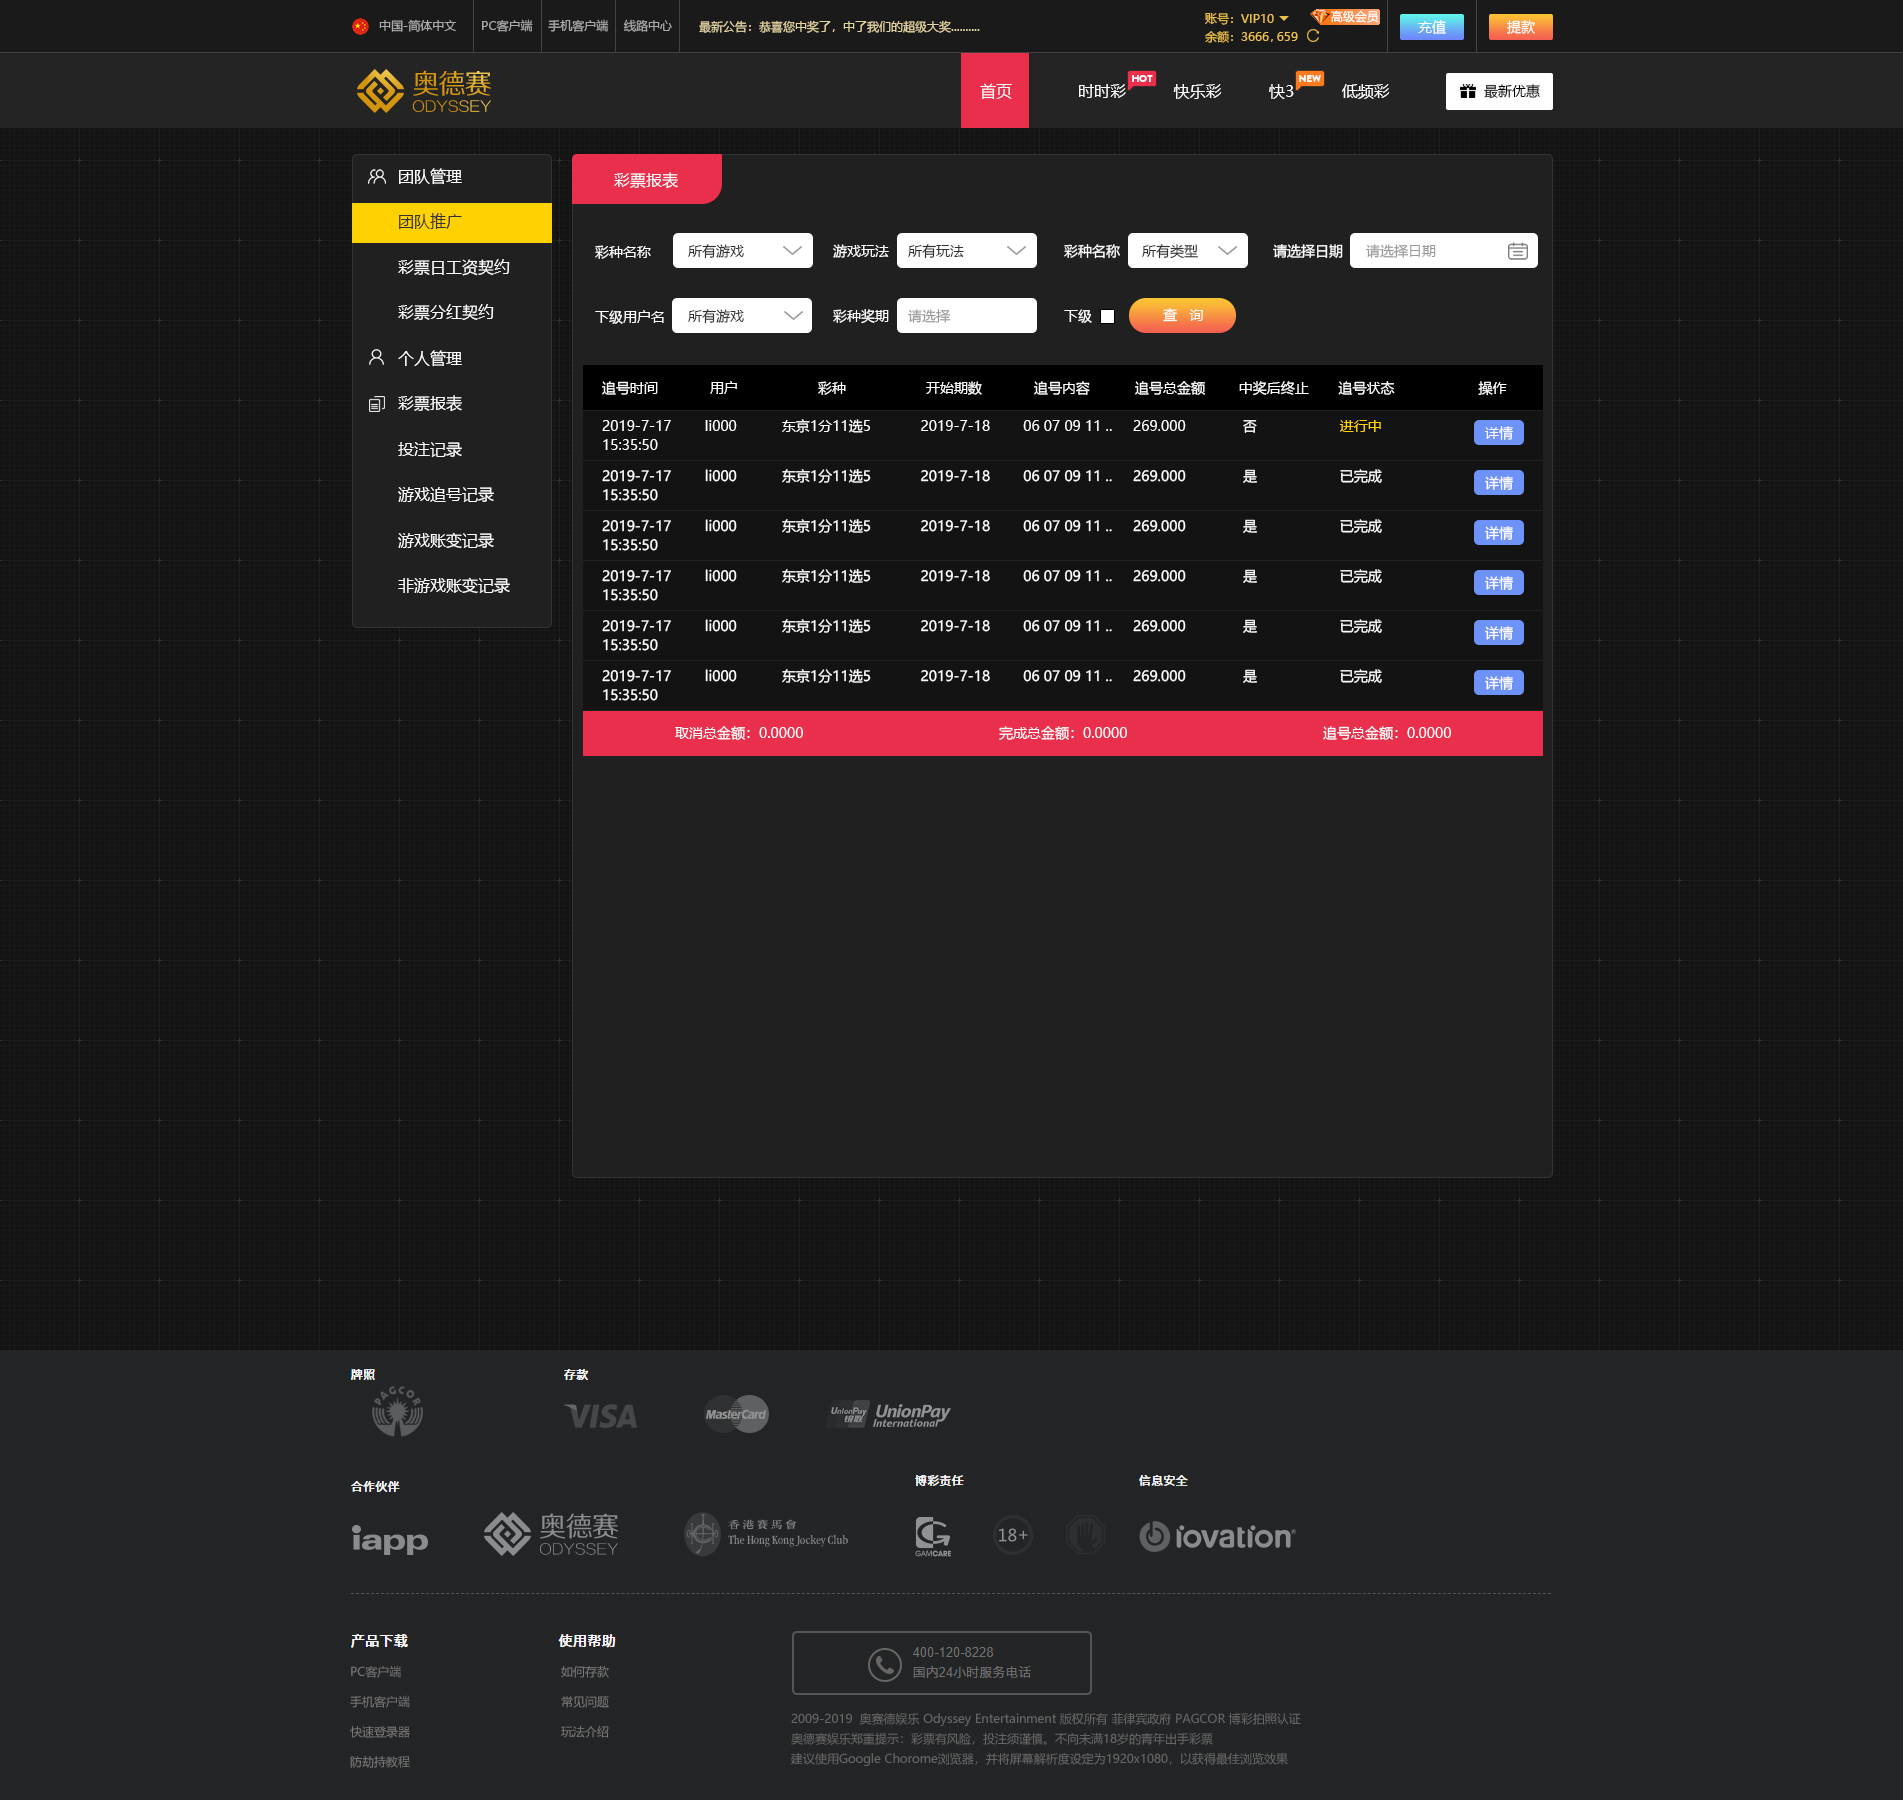 中国-简体中文
PC客户端
手机客户端
线路中心
最新公告：恭喜您中奖了，中了我们的超级大奖..........
账号：VIP10
高级会员
余额：3666,659
充值
提款
奥德赛
ODYSSEY
首页
时时彩
HOT
快乐彩
快3
NEW
低频彩
最新优惠
团队管理
团队推广
彩票日工资契约
彩票分红契约
个人管理
彩票报表
投注记录
游戏追号记录
游戏账变记录
非游戏账变记录
彩票报表
彩种名称 所有游戏 游戏玩法 所有玩法 彩种名称 所有类型 请选择日期 请选择日期
下级用户名 所有游戏 彩种奖期 请选择 下级 查 询
追号时间 用户 彩种 开始期数 追号内容 追号总金额 中奖后终止 追号状态 操作
2019-7-17 li000 东京1分11选5 2019-7-18 06 07 09 11 .. 269.000 否 进行中 详情
15:35:50
2019-7-17 li000 东京1分11选5 2019-7-18 06 07 09 11 .. 269.000 是 已完成 详情
15:35:50
2019-7-17 li000 东京1分11选5 2019-7-18 06 07 09 11 .. 269.000 是 已完成 详情
15:35:50
2019-7-17 li000 东京1分11选5 2019-7-18 06 07 09 11 .. 269.000 是 已完成 详情
15:35:50
2019-7-17 li000 东京1分11选5 2019-7-18 06 07 09 11 .. 269.000 是 已完成 详情
15:35:50
2019-7-17 li000 东京1分11选5 2019-7-18 06 07 09 11 .. 269.000 是 已完成 详情
15:35:50
取消总金额：0.0000 完成总金额：0.0000 追号总金额：0.0000
牌照
PAGCOR
存款
VISA
MasterCard
UnionPay
银联
UnionPay
International
合作伙伴
iapp
奥德赛
ODYSSEY
香港賽馬會
The Hong Kong Jockey Club
博彩责任
GAMCARE
18+
信息安全
iovation
产品下载
PC客户端
手机客户端
快速登录器
防劫持教程
使用帮助
如何存款
常见问题
玩法介绍
400-120-8228
国内24小时服务电话
2009-2019 奥赛德娱乐 Odyssey Entertainment 版权所有 菲律宾政府 PAGCOR 博彩拍照认证
奥德赛娱乐郑重提示：彩票有风险，投注须谨慎。不向未满18岁的青年出手彩票
建议使用Google Chorome浏览器，并将屏幕解析度设定为1920x1080，以获得最佳浏览效果